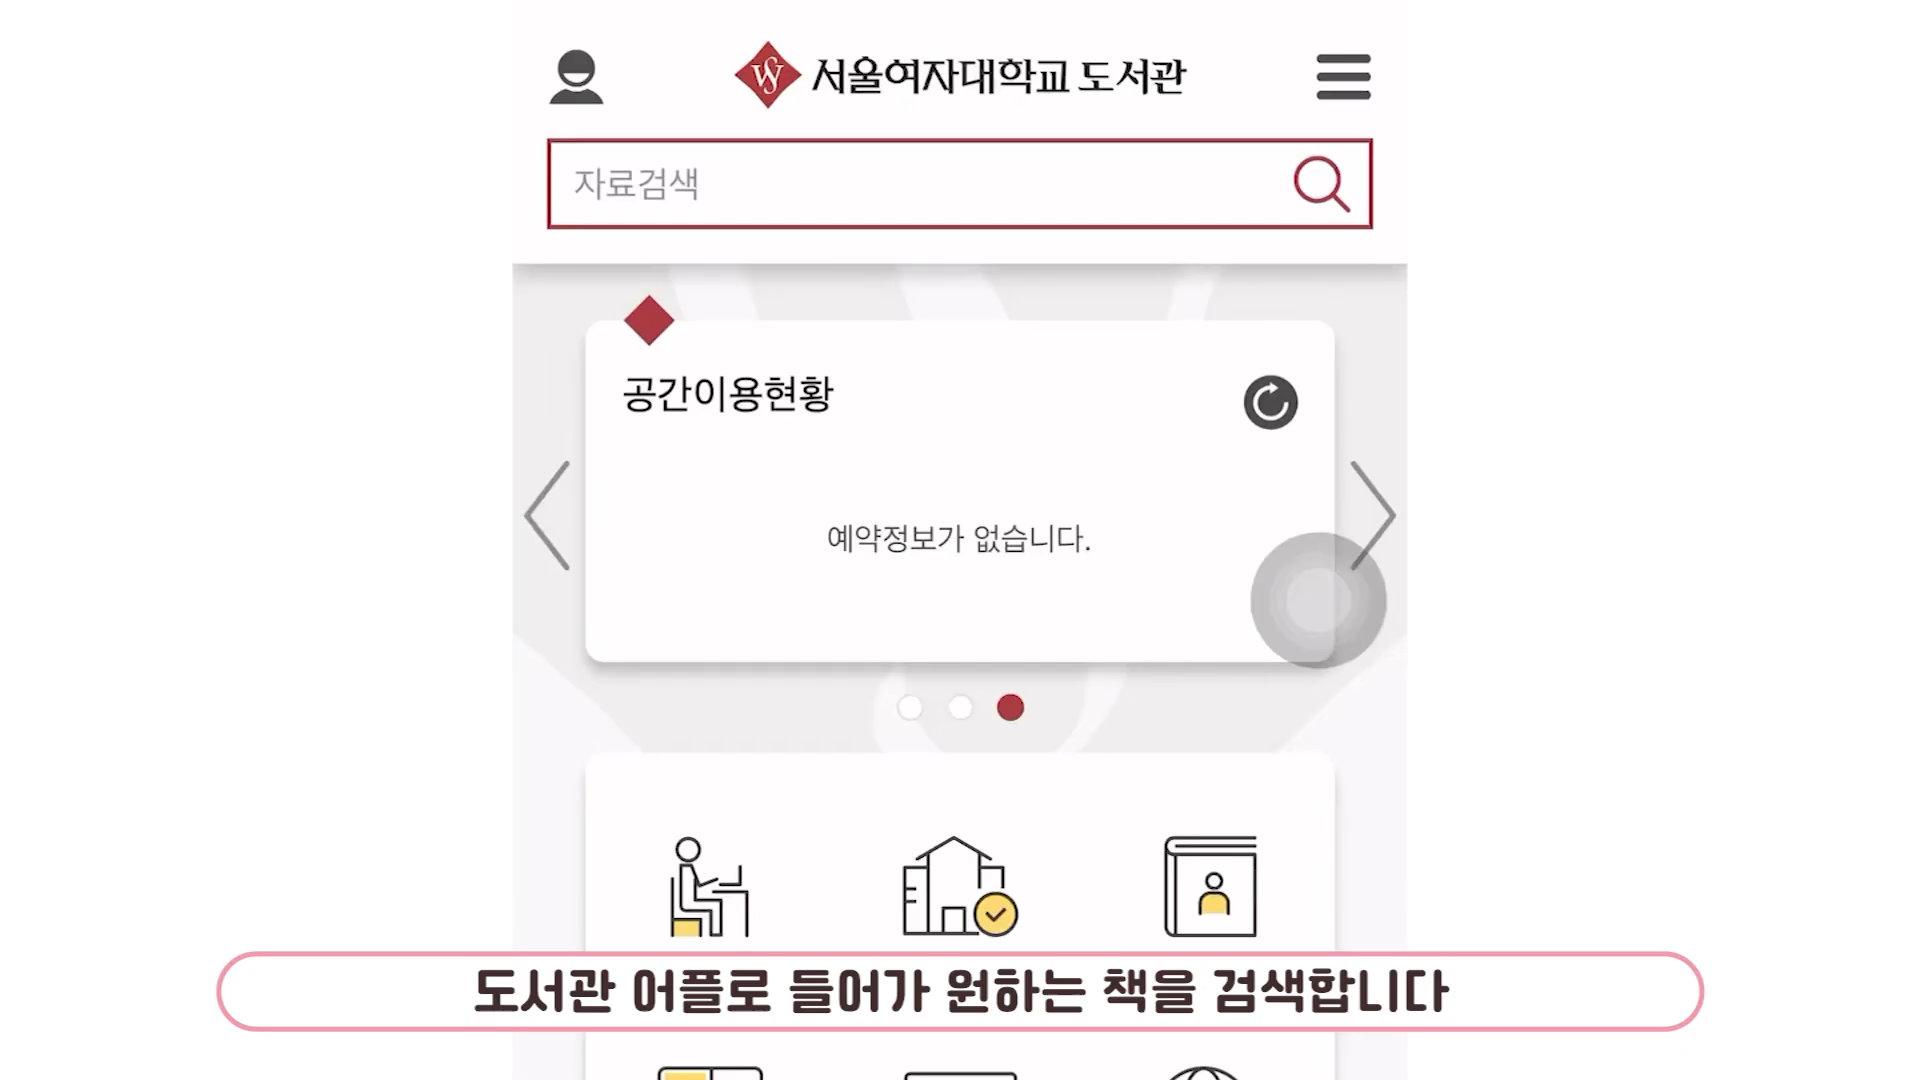 서울여자대학교 도서관
자료검색
공간이용현황
예약정보가 없습니다.
도서관 어플로 들어가 원하는 책을 검색합니다